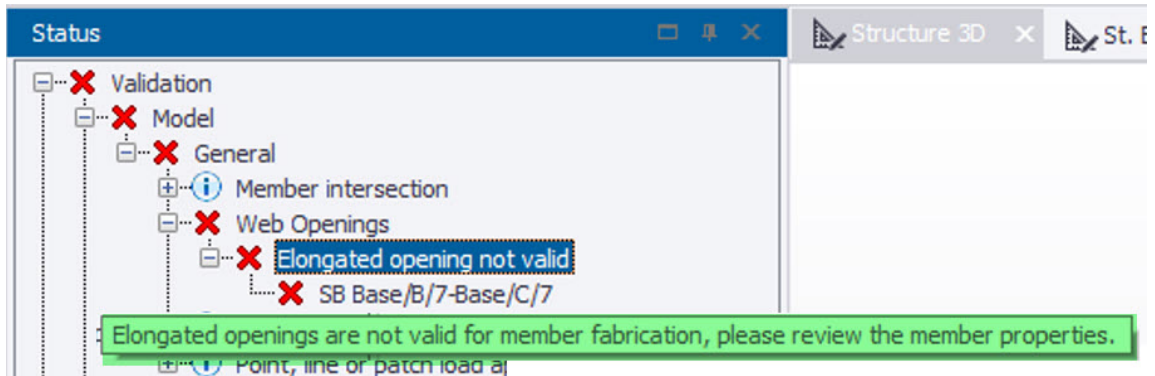 Status
Structure 3D
St. E
Validation
Model
General
Member intersection
Web Openings
Elongated opening not valid
SB Base/B/7-Base/C/7
Elongated openings are not valid for member fabrication, please review the member properties.
Point, line or patch load a